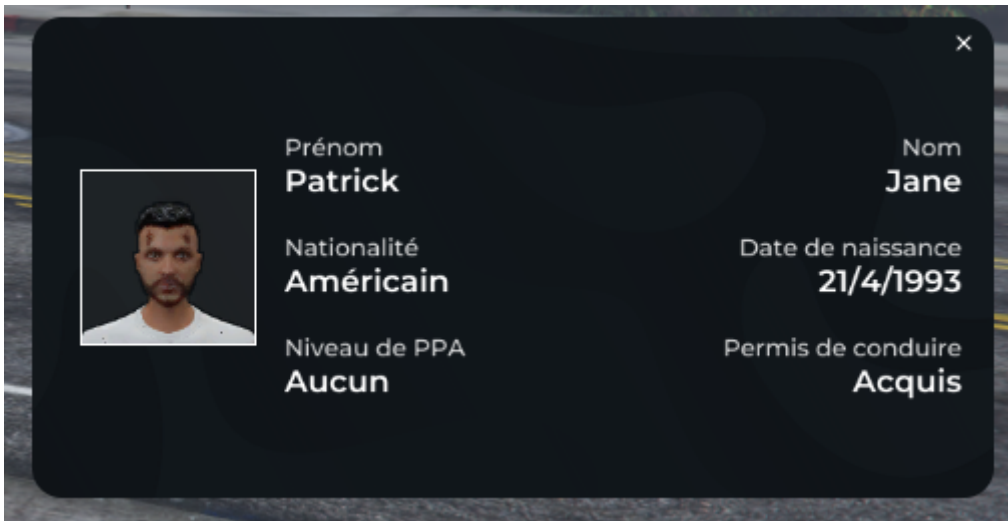 Prénom
Patrick
Nom
Jane
Nationalité
Américain
Date de naissance
21/4/1993
Niveau de PPA
Aucun
Permis de conduire
Acquis